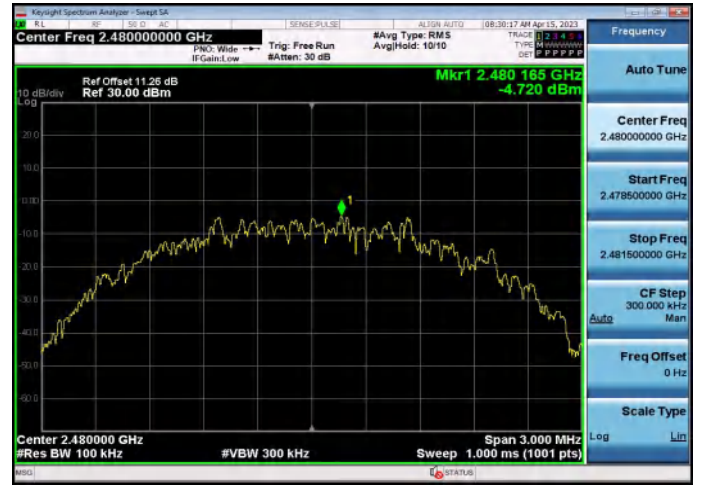 Keysight Spectrum Analyzer - Swept SA
RL RF 50 Ω AC SENSE:PULSE ALIGN AUTO 08:30:17 AM Apr 15, 2023
Center Freq 2.480000000 GHz
PNO: Wide Trig: Free Run
IFGain:Low #Atten: 30 dB
#Avg Type: RMS
Avg|Hold: 10/10
TRACE 1 2 3 4 5 6
TYPE M WWWWW
DET P P P P P P
Mkr1 2.480 165 GHz
-4.720 dBm
Ref Offset 11.26 dB
10 dB/div Ref 30.00 dBm
Log
20.0
10.0
0.00
1
-10.0
-20.0
-30.0
-40.0
-50.0
-60.0
Center 2.480000 GHz Span 3.000 MHz
#Res BW 100 kHz #VBW 300 kHz Sweep 1.000 ms (1001 pts)
MSG STATUS
Frequency
Auto Tune
Center Freq
2.480000000 GHz
Start Freq
2.478500000 GHz
Stop Freq
2.481500000 GHz
CF Step
300.000 kHz
Auto Man
Freq Offset
0 Hz
Scale Type
Log Lin